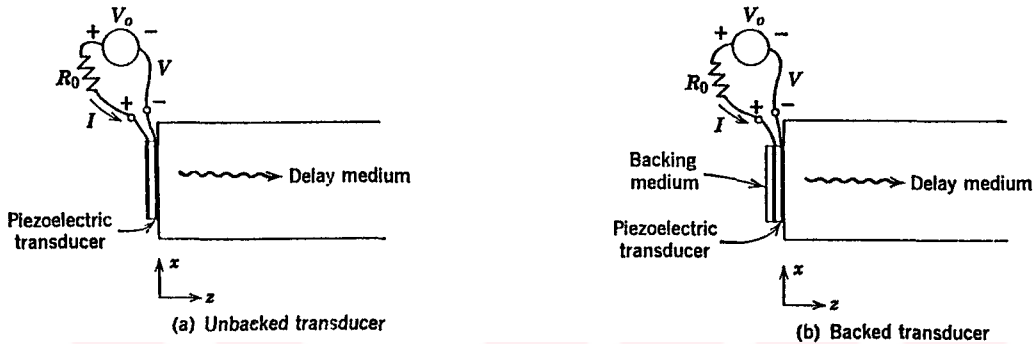 + V₀ −
R₀
V
I
+ −
Delay medium
Piezoelectric
transducer
x
z
(a) Unbacked transducer
+ V₀ −
R₀
V
I
+ −
Backing
medium
Delay medium
Piezoelectric
transducer
x
z
(b) Backed transducer